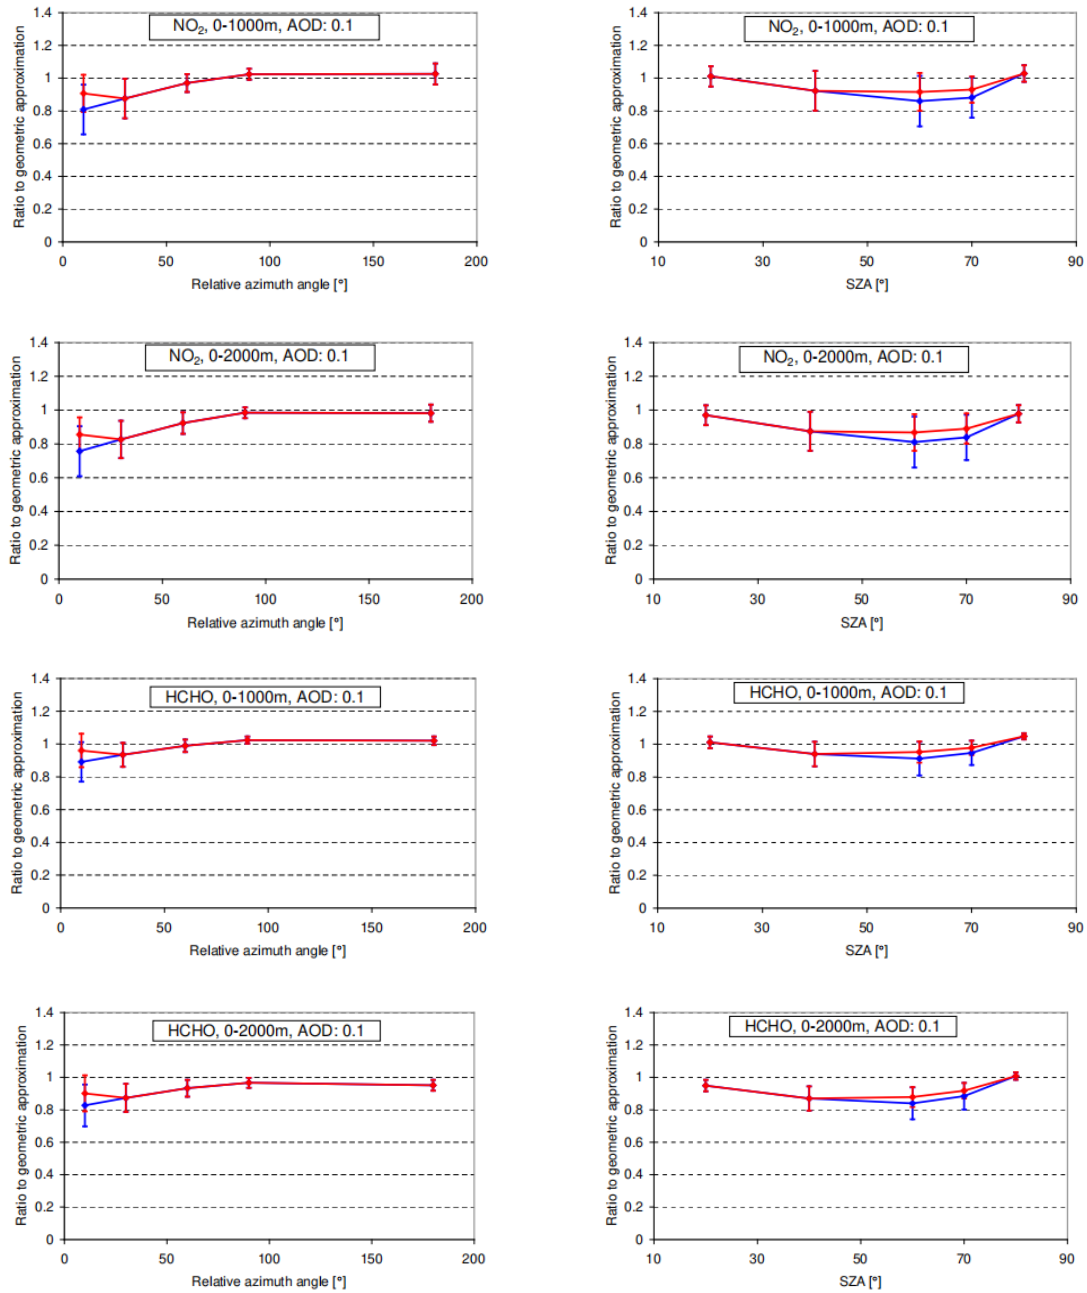 NO2, 0-1000m, AOD: 0.1
Ratio to geometric approximation
1.4
1.2
1
0.8
0.6
0.4
0.2
0
0 50 100 150 200
Relative azimuth angle [°]
NO2, 0-1000m, AOD: 0.1
Ratio to geometric approximation
1.4
1.2
1
0.8
0.6
0.4
0.2
0
10 30 50 70 90
SZA [°]
NO2, 0-2000m, AOD: 0.1
Ratio to geometric approximation
1.4
1.2
1
0.8
0.6
0.4
0.2
0
0 50 100 150 200
Relative azimuth angle [°]
NO2, 0-2000m, AOD: 0.1
Ratio to geometric approximation
1.4
1.2
1
0.8
0.6
0.4
0.2
0
10 30 50 70 90
SZA [°]
HCHO, 0-1000m, AOD: 0.1
Ratio to geometric approximation
1.4
1.2
1
0.8
0.6
0.4
0.2
0
0 50 100 150 200
Relative azimuth angle [°]
HCHO, 0-1000m, AOD: 0.1
Ratio to geometric approximation
1.4
1.2
1
0.8
0.6
0.4
0.2
0
10 30 50 70 90
SZA [°]
HCHO, 0-2000m, AOD: 0.1
Ratio to geometric approximation
1.4
1.2
1
0.8
0.6
0.4
0.2
0
0 50 100 150 200
Relative azimuth angle [°]
HCHO, 0-2000m, AOD: 0.1
Ratio to geometric approximation
1.4
1.2
1
0.8
0.6
0.4
0.2
0
10 30 50 70 90
SZA [°]